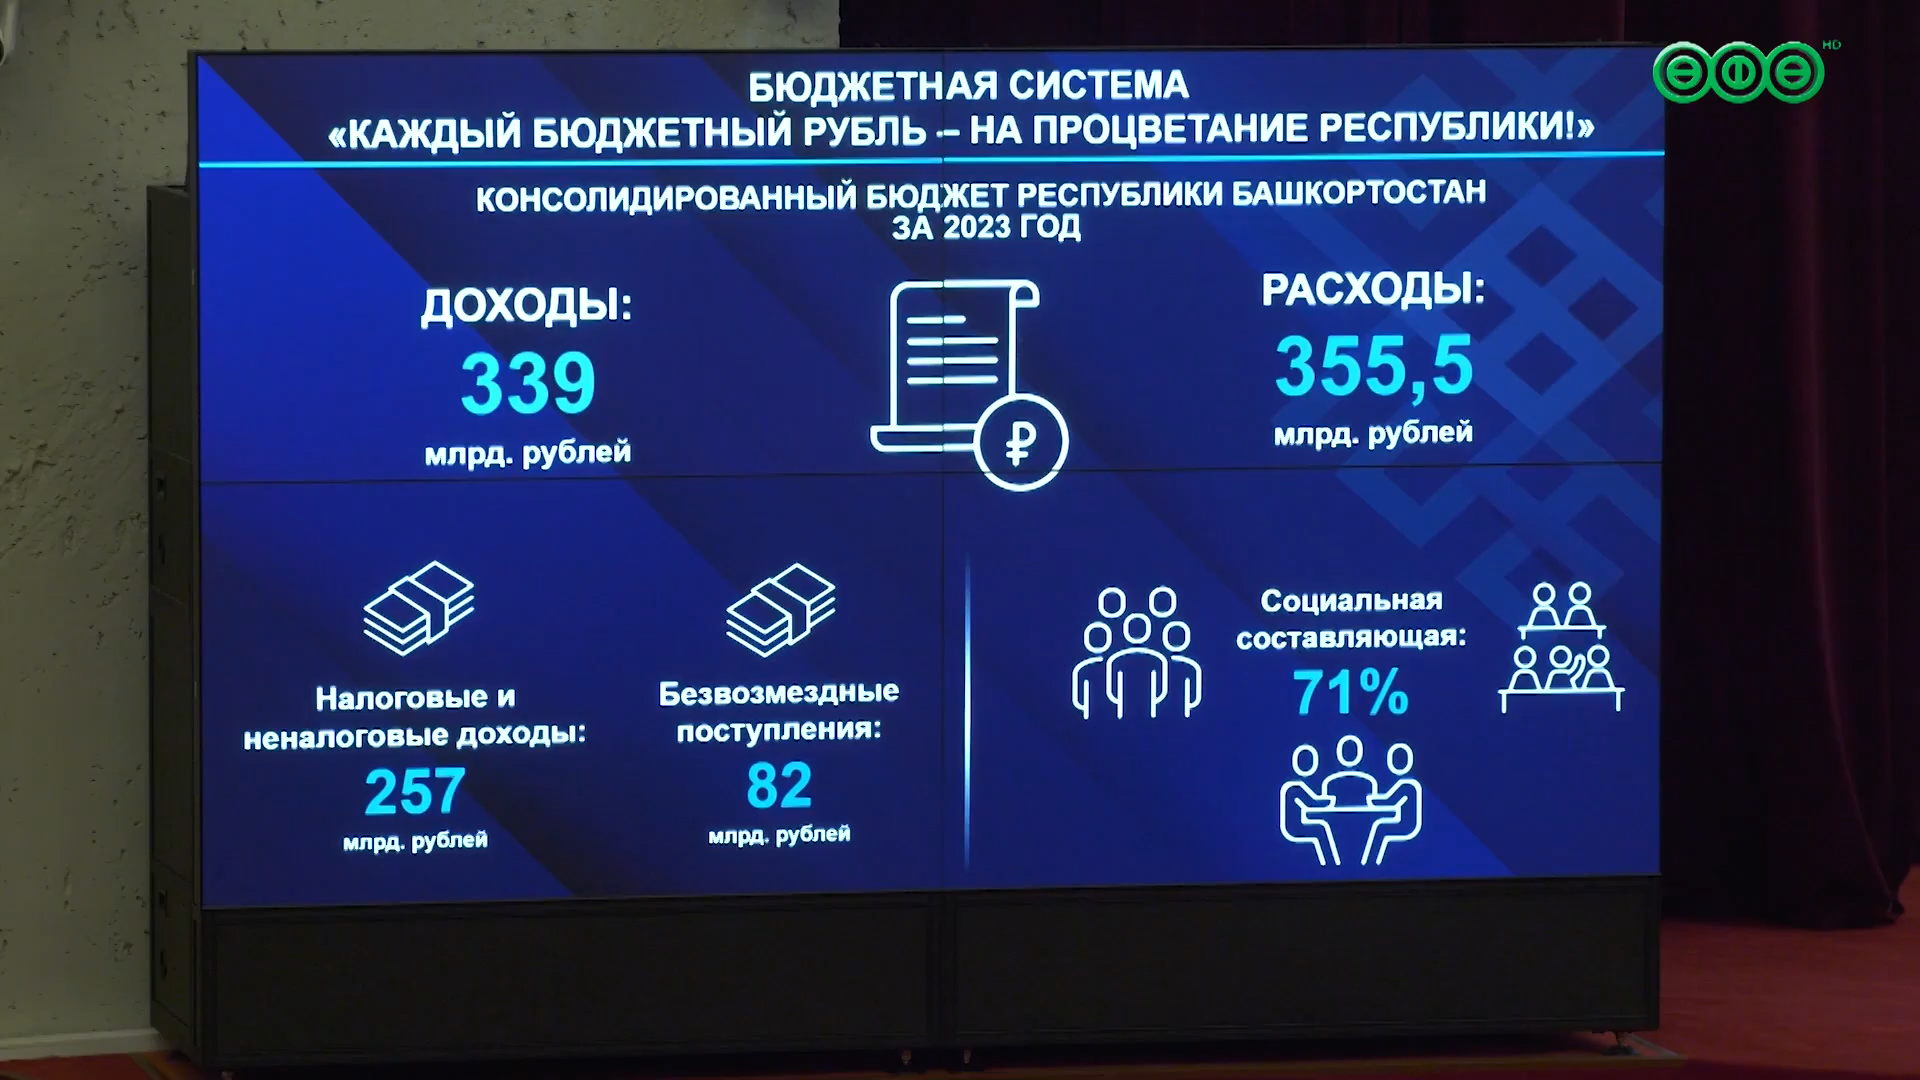 БЮДЖЕТНАЯ СИСТЕМА
«КАЖДЫЙ БЮДЖЕТНЫЙ РУБЛЬ – НА ПРОЦВЕТАНИЕ РЕСПУБЛИКИ!»
КОНСОЛИДИРОВАННЫЙ БЮДЖЕТ РЕСПУБЛИКИ БАШКОРТОСТАН
ЗА 2023 ГОД
ДОХОДЫ:
339
млрд. рублей
РАСХОДЫ:
355,5
млрд. рублей
₽
Налоговые и
неналоговые доходы:
257
млрд. рублей
Безвозмездные
поступления:
82
млрд. рублей
Социальная
составляющая:
71%
ӨФӨ HD